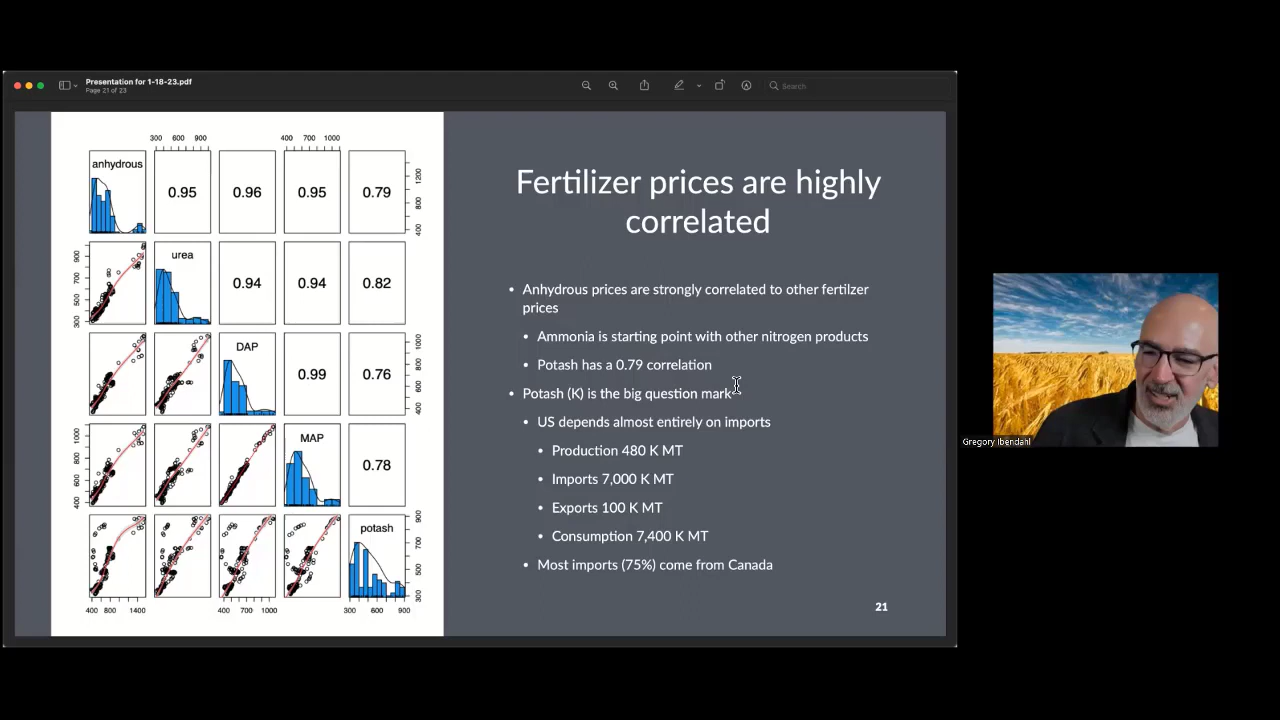 Presentation for 1-18-23.pdf
Page 21 of 23
Search
300 600 900
400 700 1000
anhydrous
0.95
0.96
0.95
0.79
400 800 1200
300 500 700 900
urea
0.94
0.94
0.82
DAP
0.99
0.76
400 600 800 1000
400 600 800 1000
MAP
0.78
potash
300 500 700 900
400 800 1400
400 700 1000
300 600 900
Fertilizer prices are highly
correlated
• Anhydrous prices are strongly correlated to other fertilzer
prices
• Ammonia is starting point with other nitrogen products
• Potash has a 0.79 correlation
• Potash (K) is the big question mark
• US depends almost entirely on imports
• Production 480 K MT
• Imports 7,000 K MT
• Exports 100 K MT
• Consumption 7,400 K MT
• Most imports (75%) come from Canada
21
Gregory Ibendahl